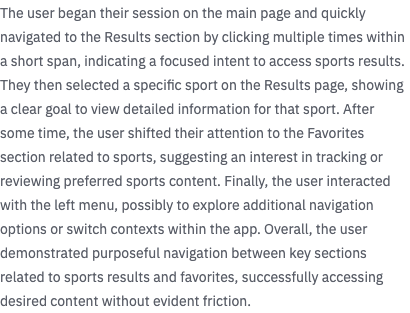 The user began their session on the main page and quickly
navigated to the Results section by clicking multiple times within
a short span, indicating a focused intent to access sports results.
They then selected a specific sport on the Results page, showing
a clear goal to view detailed information for that sport. After
some time, the user shifted their attention to the Favorites
section related to sports, suggesting an interest in tracking or
reviewing preferred sports content. Finally, the user interacted
with the left menu, possibly to explore additional navigation
options or switch contexts within the app. Overall, the user
demonstrated purposeful navigation between key sections
related to sports results and favorites, successfully accessing
desired content without evident friction.